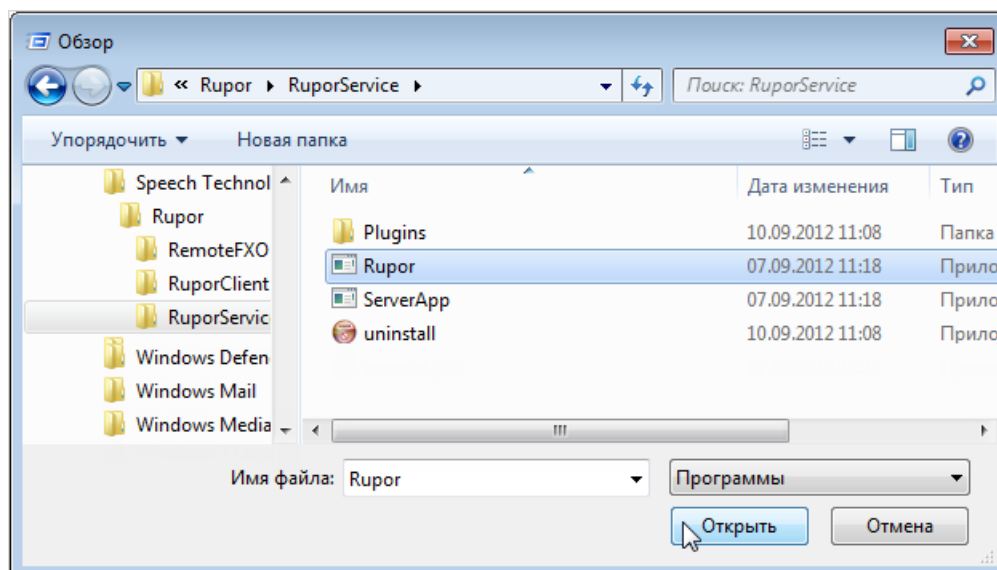 Обзор
« Rupor RuporService
Поиск: RuporService
Упорядочить Новая папка
Speech Technol
Rupor
RemoteFXO
RuporClient
RuporServic
Windows Defen
Windows Mail
Windows Media
Имя Дата изменения Тип
Plugins 10.09.2012 11:08 Папка
Rupor 07.09.2012 11:18 Прило
ServerApp 07.09.2012 11:18 Прило
uninstall 10.09.2012 11:08 Прило
Имя файла: Rupor Программы
Открыть Отмена